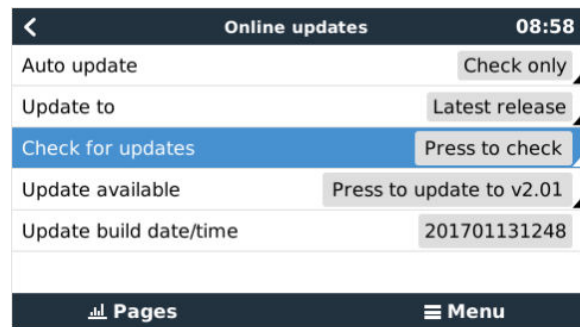 Online updates 08:58
Auto update Check only
Update to Latest release
Check for updates Press to check
Update available Press to update to v2.01
Update build date/time 201701131248
Pages Menu